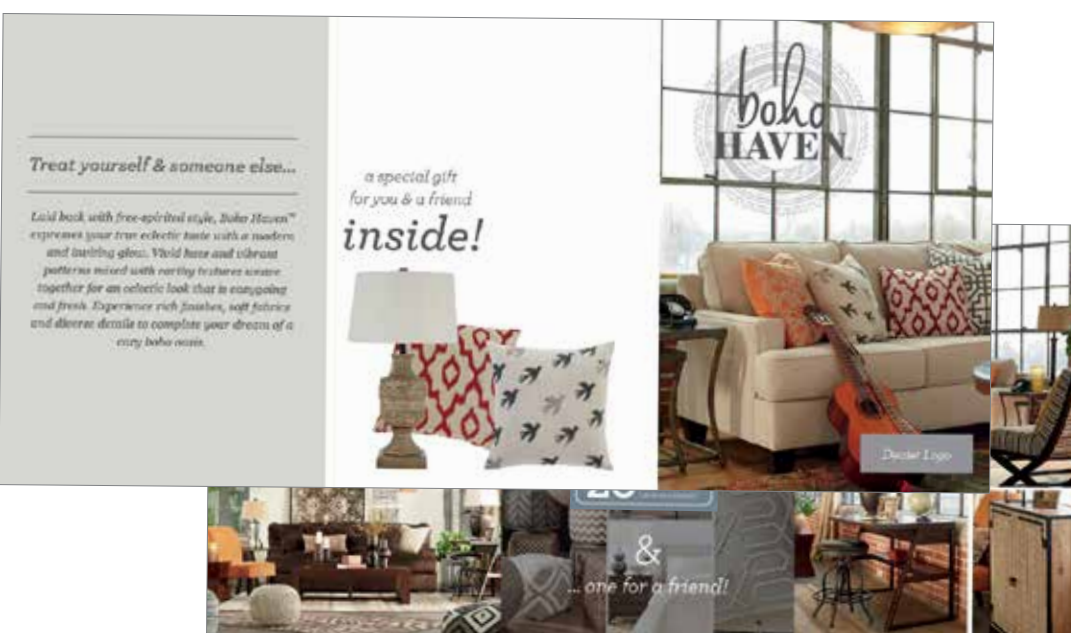 Treat yourself & someone else...
Laid back with free-spirited style, Boho Haven™
expresses your true eclectic taste with a modern
and inviting glow. Vivid hues and vibrant
patterns mixed with earthy textures weave
together for an eclectic look that is easygoing
and fresh. Experience rich finishes, soft fabrics
and diverse details to complete your dream of a
cozy boho oasis.
a special gift
for you & a friend
inside!
boho
HAVEN
Dealer Logo
&
... one for a friend!